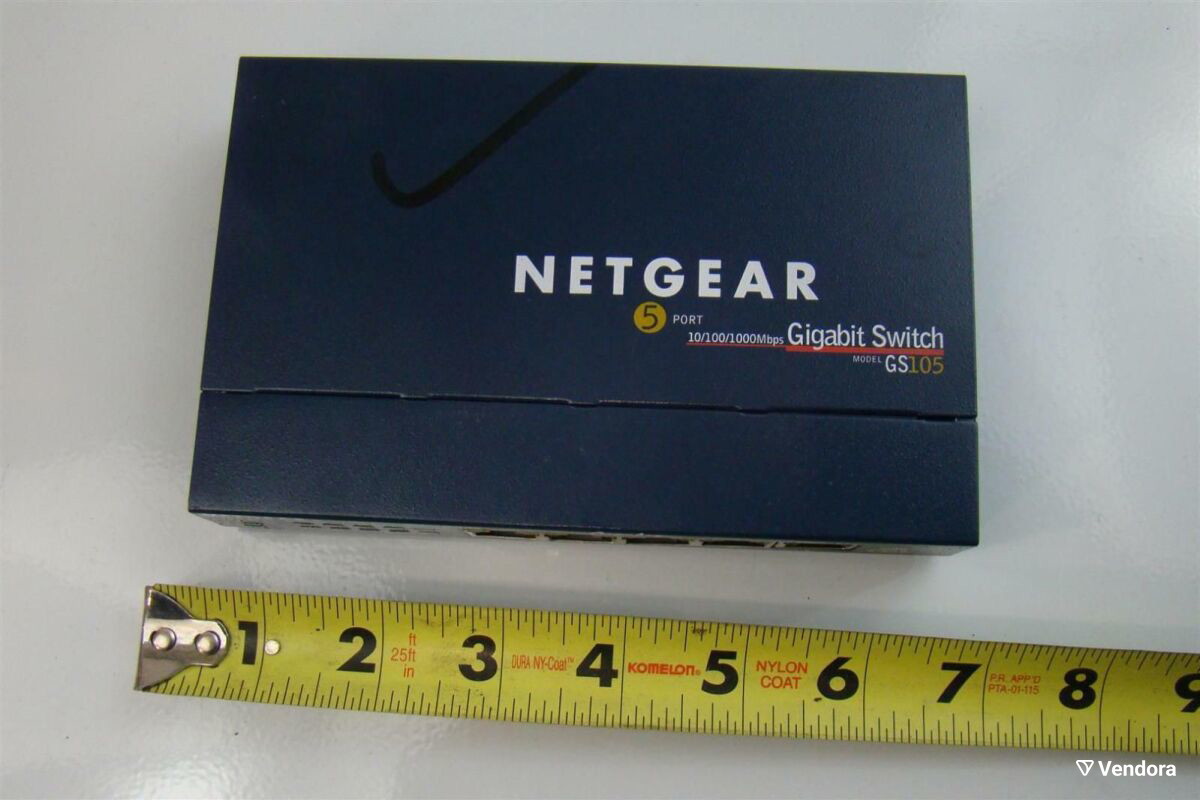 NETGEAR
5 PORT
10/100/1000Mbps Gigabit Switch
MODEL GS105
1 2 ft 25ft in 3 DURA NY-Coat™ 4 KOMELON® 5 NYLON COAT 6 7 P.R. APP'D PTA-01-115 8 9
Vendora